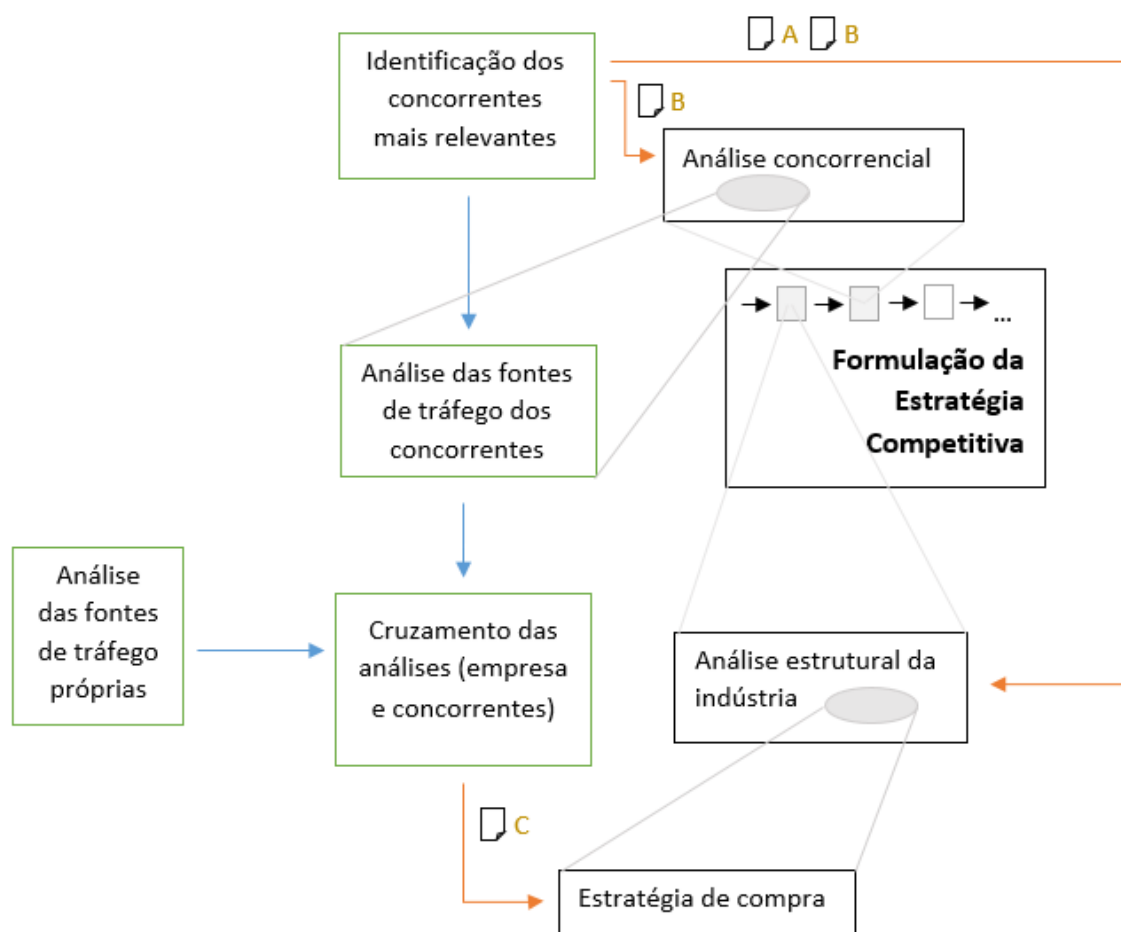 A B
Identificação dos
concorrentes
mais relevantes
B
Análise concorrencial
...
Formulação da
Estratégia
Competitiva
Análise das fontes
de tráfego dos
concorrentes
Análise
das fontes
de tráfego
próprias
Cruzamento das
análises (empresa
e concorrentes)
Análise estrutural da
indústria
C
Estratégia de compra